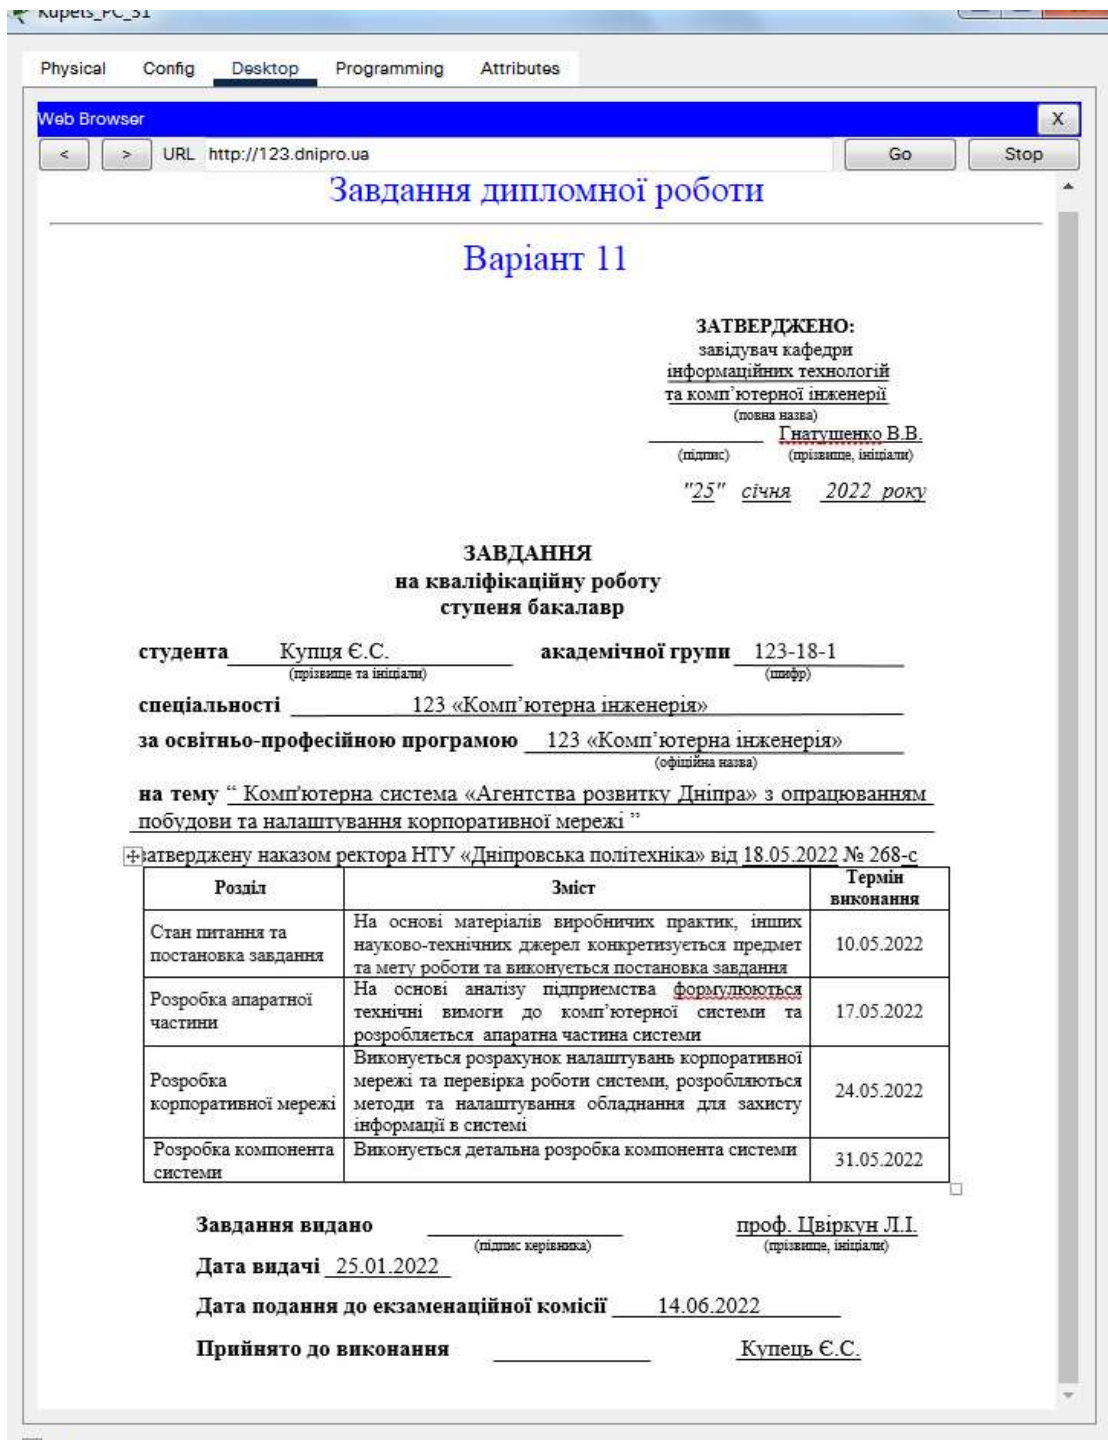 Kupets_PC_31
Physical Config Desktop Programming Attributes
Web Browser X
< > URL http://123.dnipro.ua Go Stop
Завдання дипломної роботи
Варіант 11
ЗАТВЕРДЖЕНО:
завідувач кафедри
інформаційних технологій
та комп’ютерної інженерії
(повна назва)
Гнатушенко В.В.
(підпис) (прізвище, ініціали)
"25" січня 2022 року
ЗАВДАННЯ
на кваліфікаційну роботу
ступеня бакалавр
студента Купця Є.С. академічної групи 123-18-1
(прізвище та ініціали) (шифр)
спеціальності 123 «Комп’ютерна інженерія»
за освітньо-професійною програмою 123 «Комп’ютерна інженерія»
(офіційна назва)
на тему “ Комп'ютерна система «Агентства розвитку Дніпра» з опрацюванням
побудови та налаштування корпоративної мережі ”
затверджену наказом ректора НТУ «Дніпровська політехніка» від 18.05.2022 № 268-с
Розділ Зміст Термін
виконання
Стан питання та
постановка завдання
На основі матеріалів виробничих практик, інших
науково-технічних джерел конкретизується предмет
та мету роботи та виконується постановка завдання
10.05.2022
Розробка апаратної
частини
На основі аналізу підприємства формулюються
технічні вимоги до комп’ютерної системи та
розробляється апаратна частина системи
17.05.2022
Розробка
корпоративної мережі
Виконується розрахунок налаштувань корпоративної
мережі та перевірка роботи системи, розробляються
методи та налаштування обладнання для захисту
інформації в системі
24.05.2022
Розробка компонента
системи
Виконується детальна розробка компонента системи
31.05.2022
Завдання видано проф. Цвіркун Л.І.
(підпис керівника) (прізвище, ініціали)
Дата видачі 25.01.2022
Дата подання до екзаменаційної комісії 14.06.2022
Прийнято до виконання Купець Є.С.